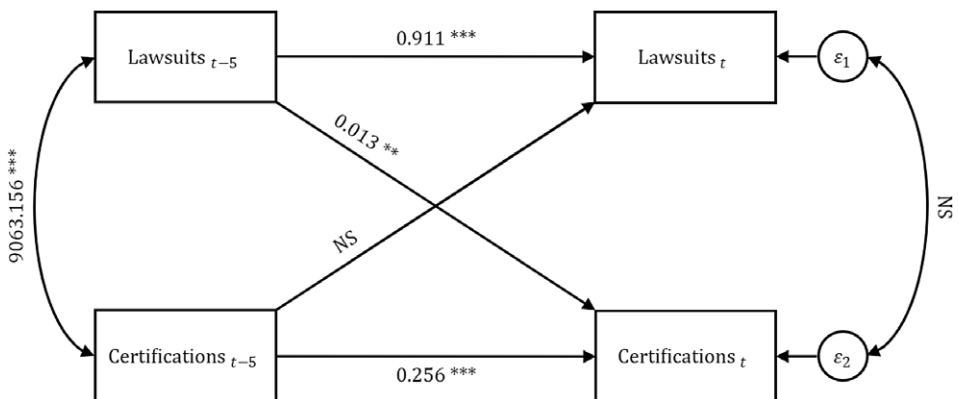 0.911 ***
Lawsuits t−5
Lawsuits t
ε1
0.013 **
9063.156 ***
NS
NS
Certifications t−5
Certifications t
ε2
0.256 ***